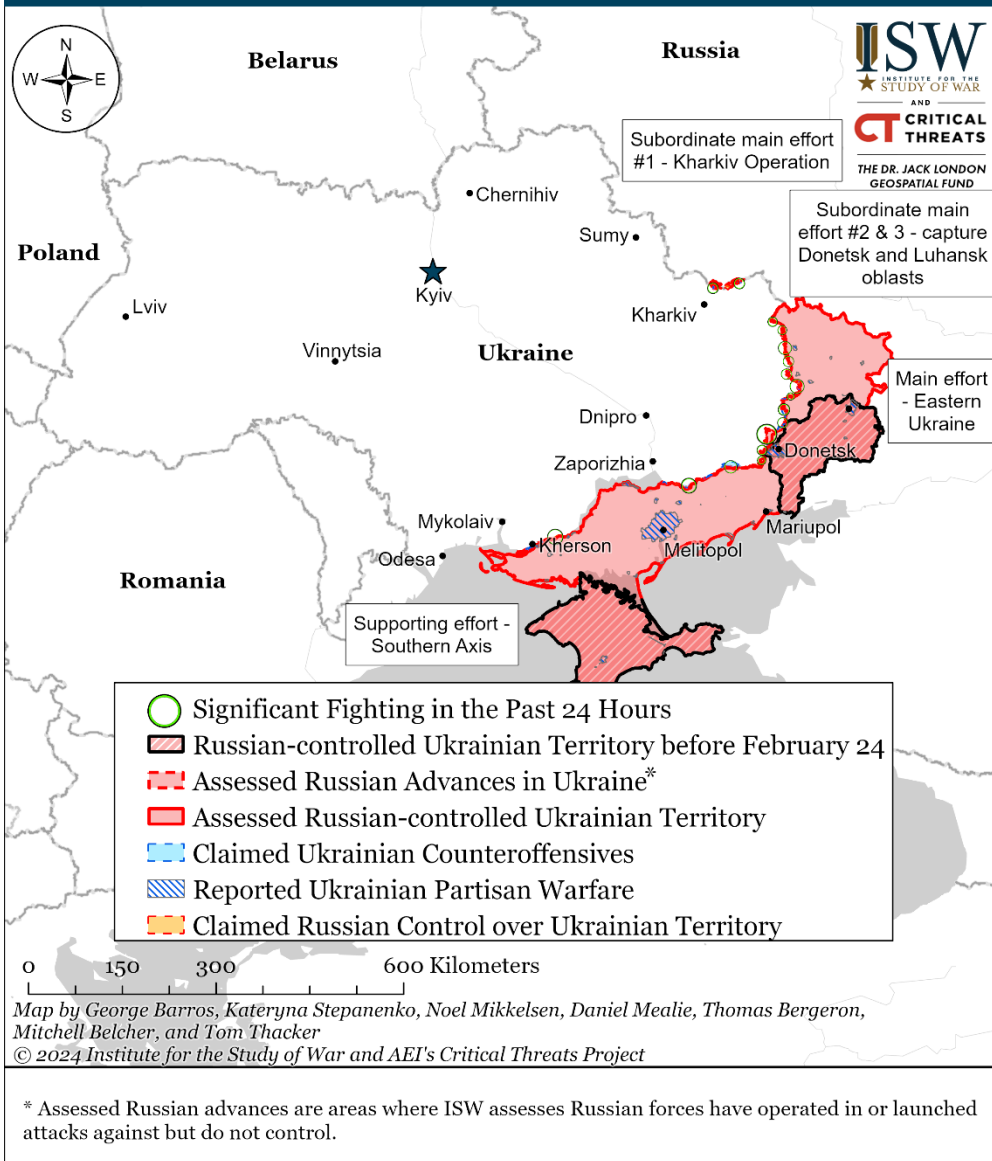 N
W E
S
Belarus
Russia
ISW
INSTITUTE FOR THE
STUDY OF WAR
AND
CT CRITICAL
THREATS
THE DR. JACK LONDON
GEOSPATIAL FUND
Subordinate main effort
#1 - Kharkiv Operation
Subordinate main
effort #2 & 3 - capture
Donetsk and Luhansk
oblasts
Chernihiv
Sumy
Poland
Kyiv
Lviv
Kharkiv
Vinnytsia
Ukraine
Main effort
- Eastern
Ukraine
Dnipro
Donetsk
Zaporizhia
Mykolaiv
Mariupol
Kherson
Melitopol
Odesa
Romania
Supporting effort -
Southern Axis
Significant Fighting in the Past 24 Hours
Russian-controlled Ukrainian Territory before February 24
Assessed Russian Advances in Ukraine*
Assessed Russian-controlled Ukrainian Territory
Claimed Ukrainian Counteroffensives
Reported Ukrainian Partisan Warfare
Claimed Russian Control over Ukrainian Territory
0 150 300 600 Kilometers
Map by George Barros, Kateryna Stepanenko, Noel Mikkelsen, Daniel Mealie, Thomas Bergeron,
Mitchell Belcher, and Tom Thacker
© 2024 Institute for the Study of War and AEI's Critical Threats Project
* Assessed Russian advances are areas where ISW assesses Russian forces have operated in or launched
attacks against but do not control.